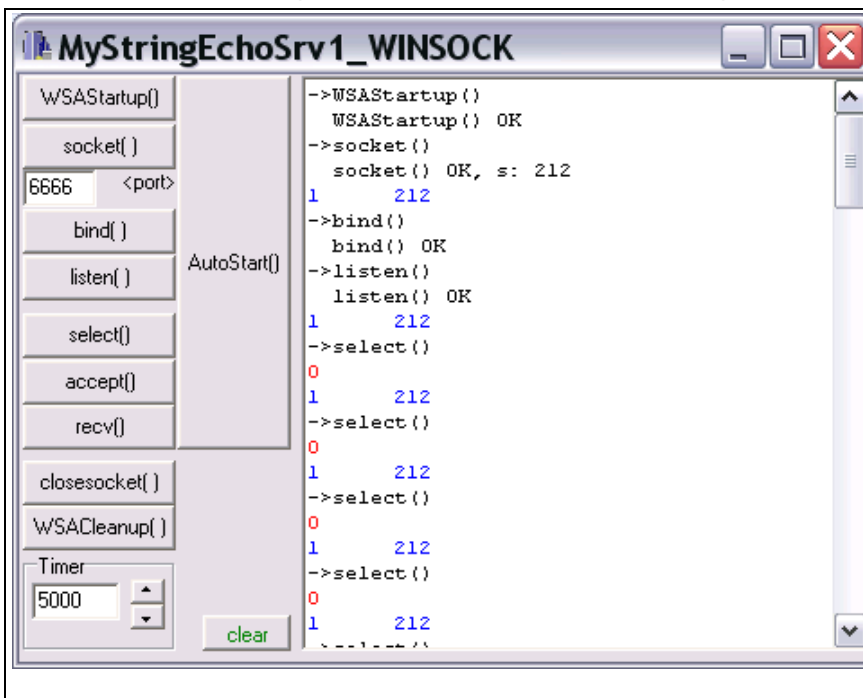 MyStringEchoSrv1_WINSOCK
WSAStartup()
socket( )
6666 <port>
bind( )
listen( )
select()
accept()
recv()
closesocket( )
WSACleanup( )
Timer
5000
AutoStart()
clear
->WSAStartup()
WSAStartup() OK
->socket()
socket() OK, s: 212
1 212
->bind()
bind() OK
->listen()
listen() OK
1 212
->select()
0
1 212
->select()
0
1 212
->select()
0
1 212
->select()
0
1 212